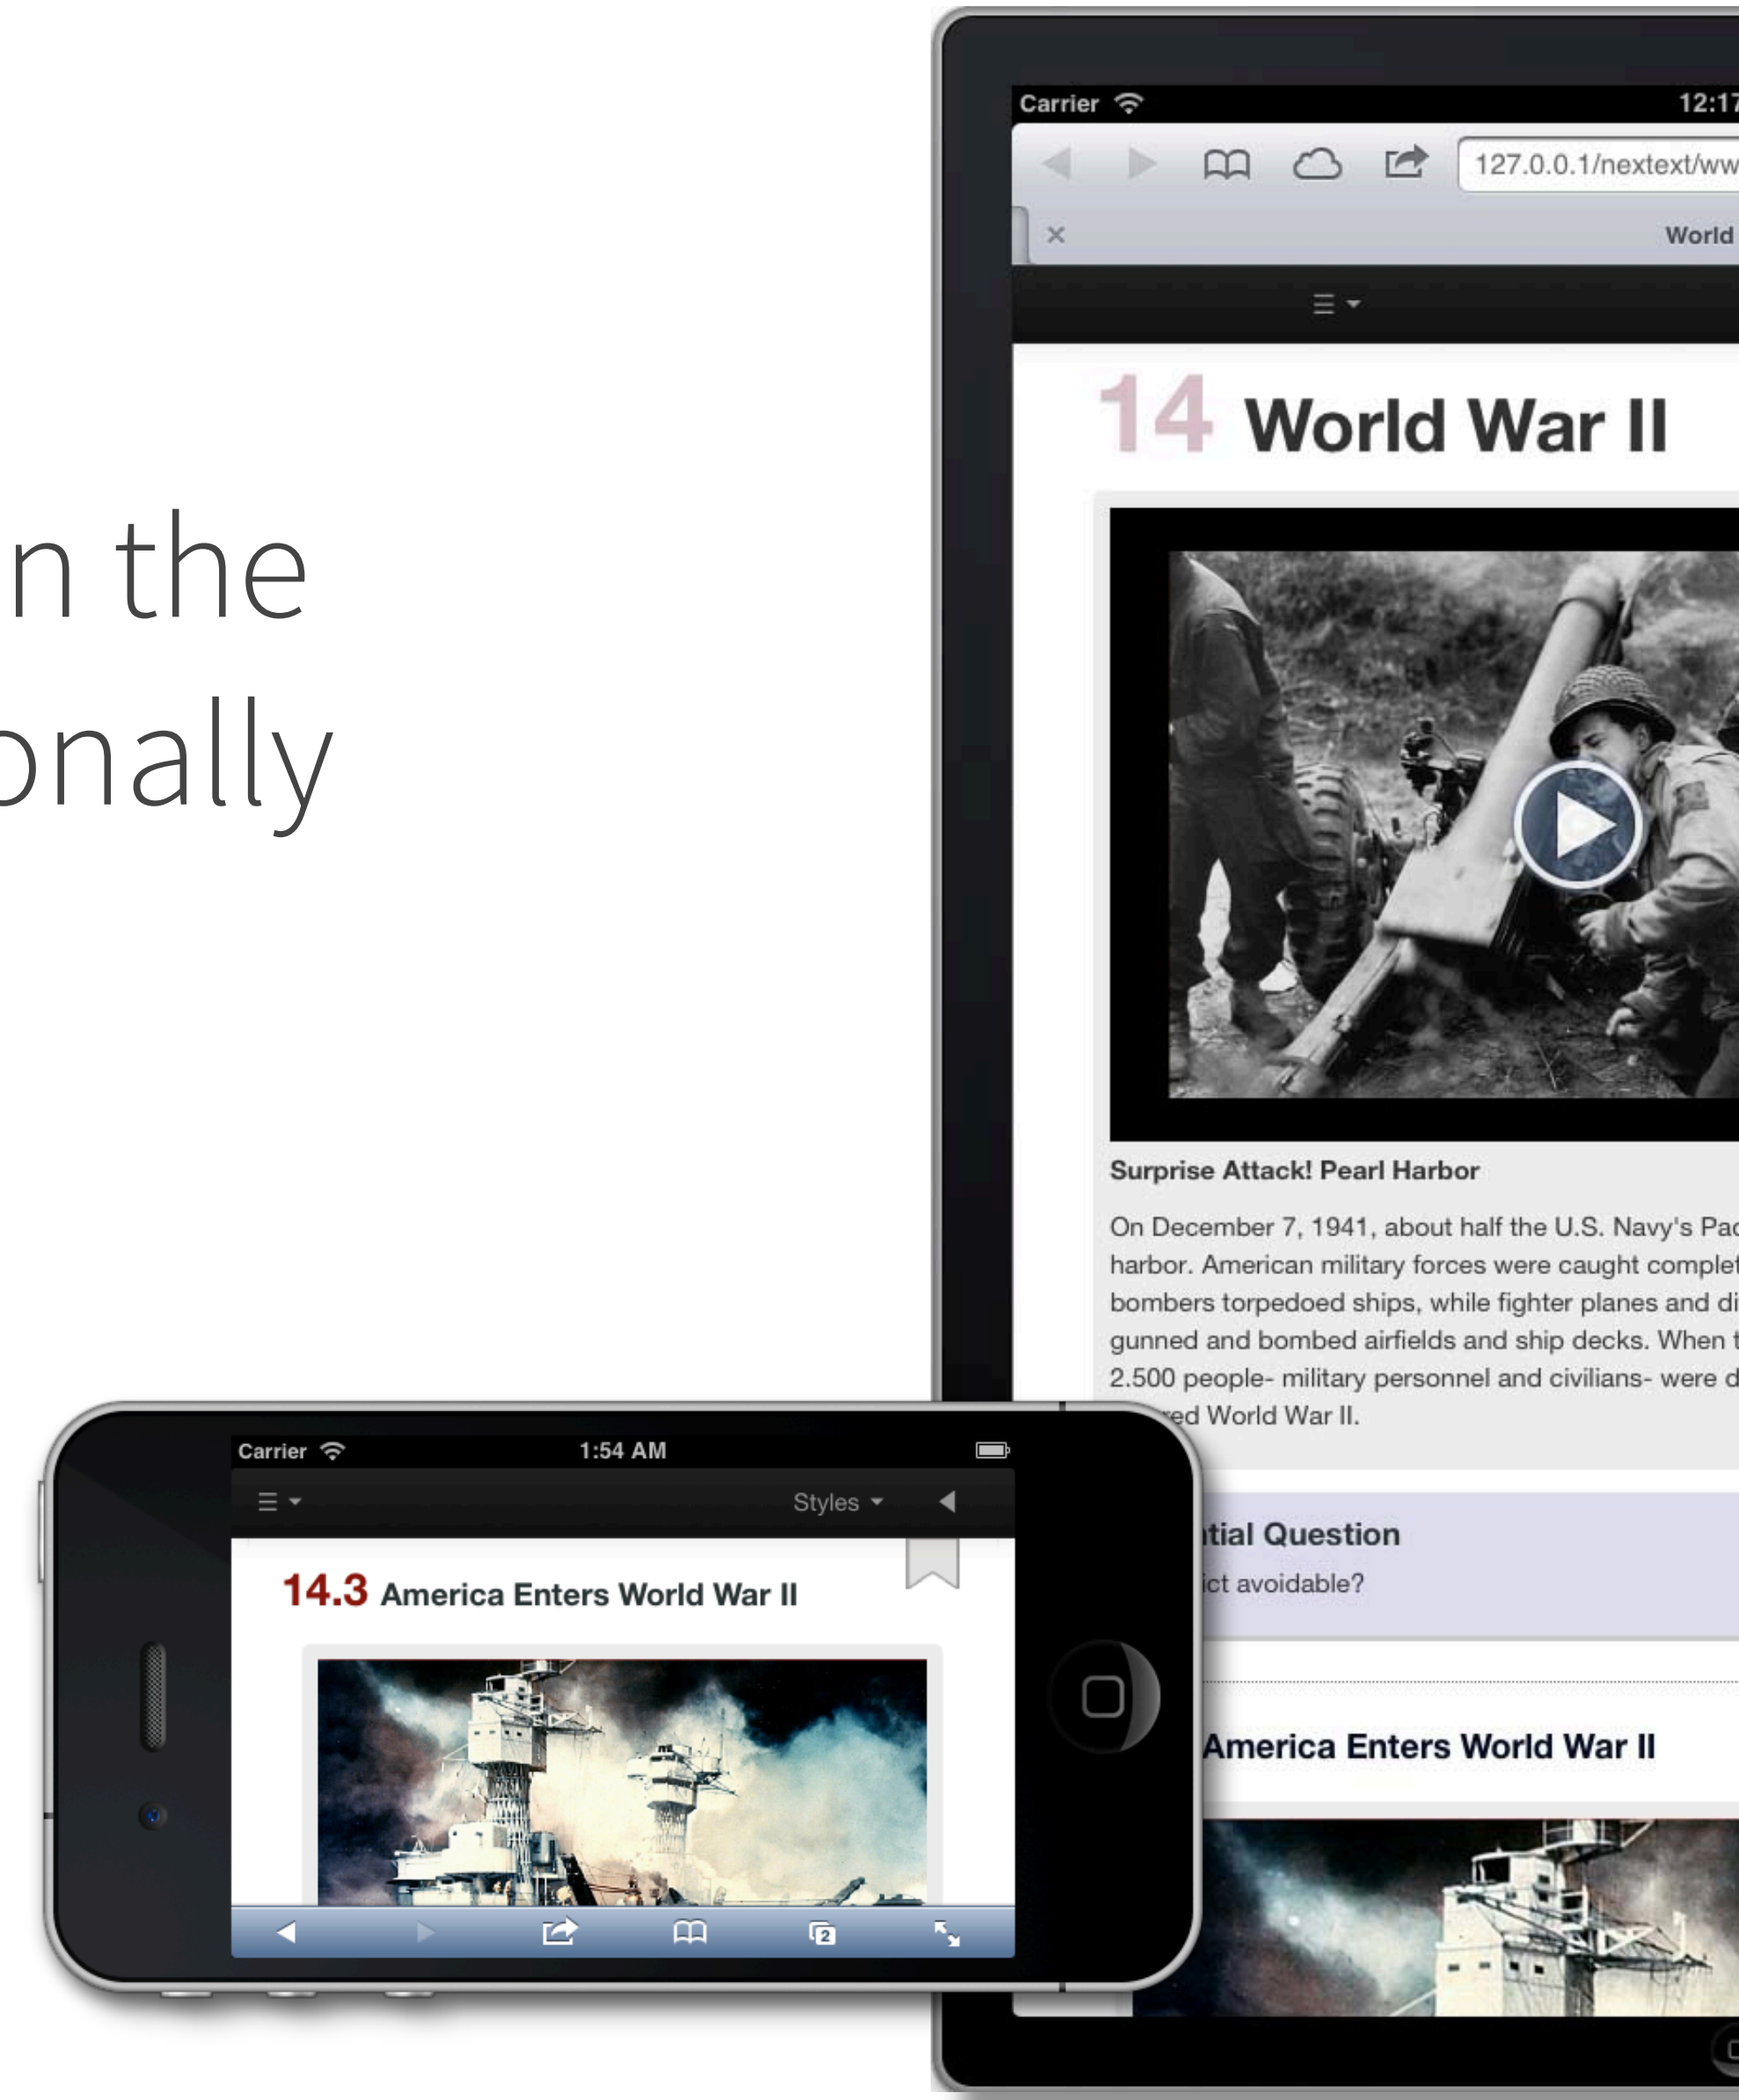 n the
onally
Carrier
12:17
127.0.0.1/nextext/ww
World
14 World War II
Surprise Attack! Pearl Harbor
On December 7, 1941, about half the U.S. Navy's Pac
harbor. American military forces were caught complet
bombers torpedoed ships, while fighter planes and di
gunned and bombed airfields and ship decks. When t
2.500 people- military personnel and civilians- were d
red World War II.
tial Question
ict avoidable?
America Enters World War II
Carrier
1:54 AM
Styles
14.3 America Enters World War II
2